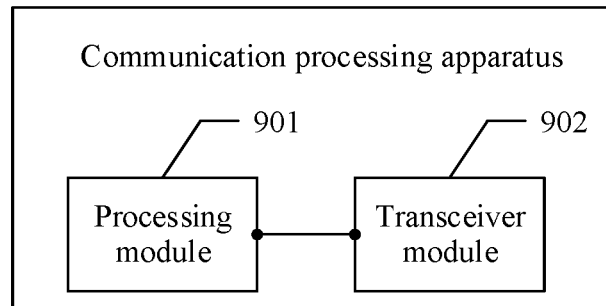 Communication processing apparatus
901
902
Processing
module
Transceiver
module